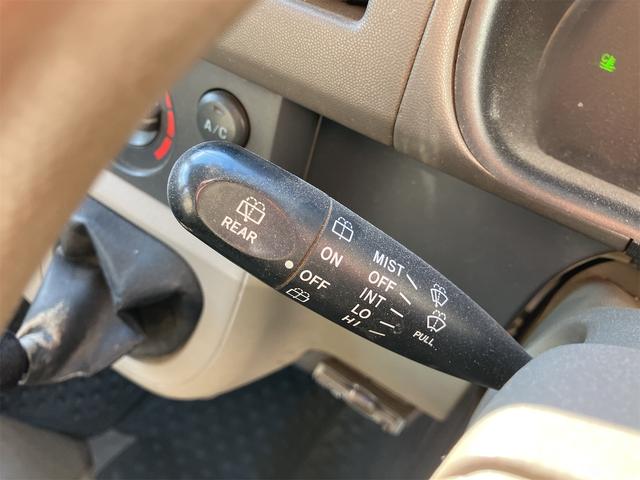 A/C
REAR
ON
OFF
MIST
OFF
INT
LO
HI
PULL